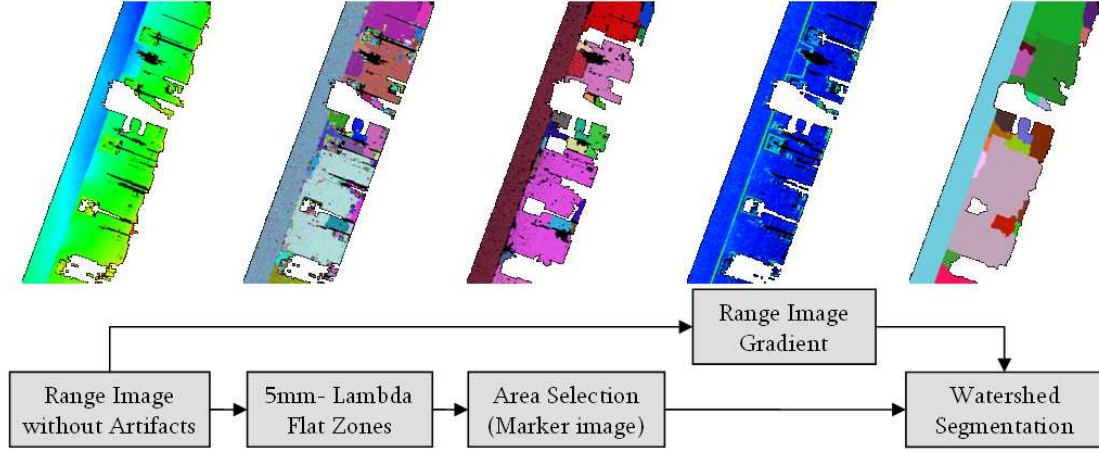 Range Image
Gradient
Range Image
without Artifacts
5mm- Lambda
Flat Zones
Area Selection
(Marker image)
Watershed
Segmentation